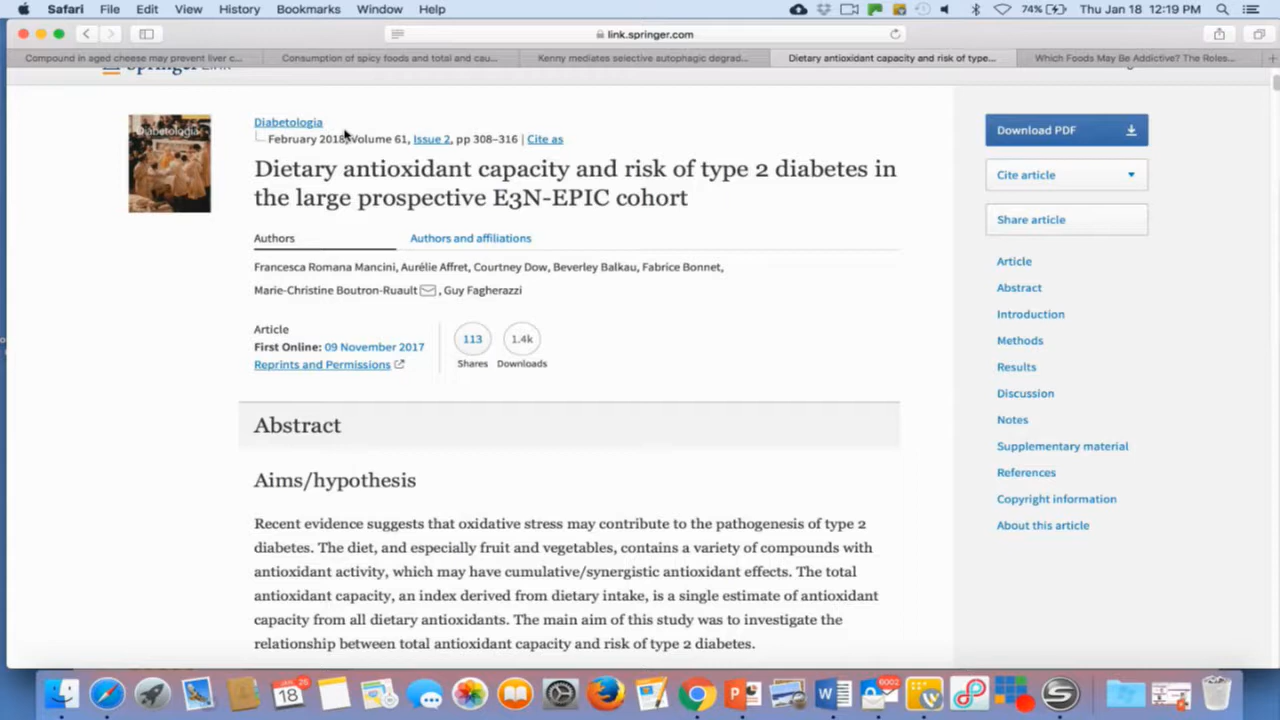 Safari File Edit View History Bookmarks Window Help 74% Thu Jan 18 12:19 PM
link.springer.com
Compound in aged cheese may prevent liver c... Consumption of spicy foods and total and cau... Kenny mediates selective autophagic degrad... Dietary antioxidant capacity and risk of type... Which Foods May Be Addictive? The Roles...
Diabetologia
Diabetologia
February 2018, Volume 61, Issue 2, pp 308–316 | Cite as
Dietary antioxidant capacity and risk of type 2 diabetes in
the large prospective E3N-EPIC cohort
Authors Authors and affiliations
Francesca Romana Mancini, Aurélie Affret, Courtney Dow, Beverley Balkau, Fabrice Bonnet,
Marie-Christine Boutron-Ruault, Guy Fagherazzi
Article
First Online: 09 November 2017
Reprints and Permissions
113 1.4k
Shares Downloads
Abstract
Aims/hypothesis
Recent evidence suggests that oxidative stress may contribute to the pathogenesis of type 2
diabetes. The diet, and especially fruit and vegetables, contains a variety of compounds with
antioxidant activity, which may have cumulative/synergistic antioxidant effects. The total
antioxidant capacity, an index derived from dietary intake, is a single estimate of antioxidant
capacity from all dietary antioxidants. The main aim of this study was to investigate the
relationship between total antioxidant capacity and risk of type 2 diabetes.
Download PDF
Cite article
Share article
Article
Abstract
Introduction
Methods
Results
Discussion
Notes
Supplementary material
References
Copyright information
About this article
18
6002